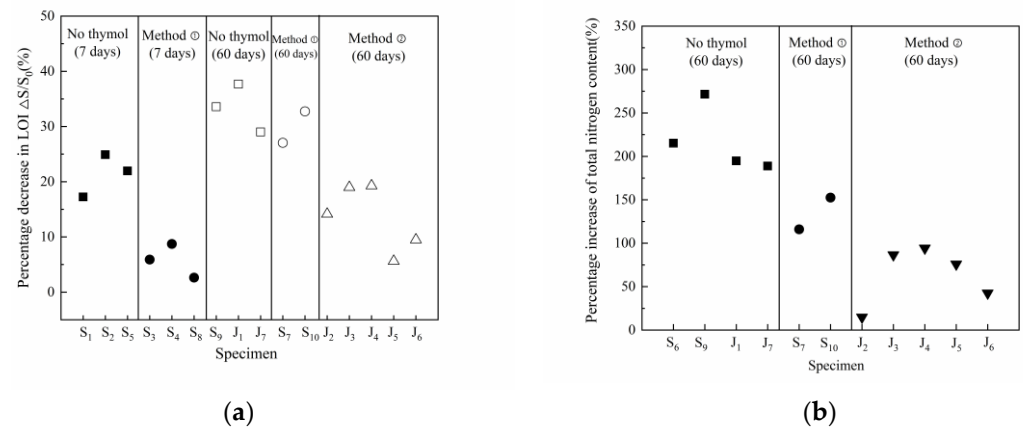 50
40
30
20
10
0
Percentage decrease in LOI ΔS/S₀(%)
No thymol
(7 days)
Method ①
(7 days)
No thymol
(60 days)
Method ①
(60 days)
Method ②
(60 days)
S₁ S₂ S₅ S₃ S₄ S₈ S₉ J₁ J₇ S₇ S₁₀ J₂ J₃ J₄ J₅ J₆
Specimen
(a)
350
300
250
200
150
100
50
0
Percentage increase of total nitrogen content(%)
No thymol
(60 days)
Method ①
(60 days)
Method ②
(60 days)
S₆ S₉ J₁ J₇ S₇ S₁₀ J₂ J₃ J₄ J₅ J₆
Specimen
(b)